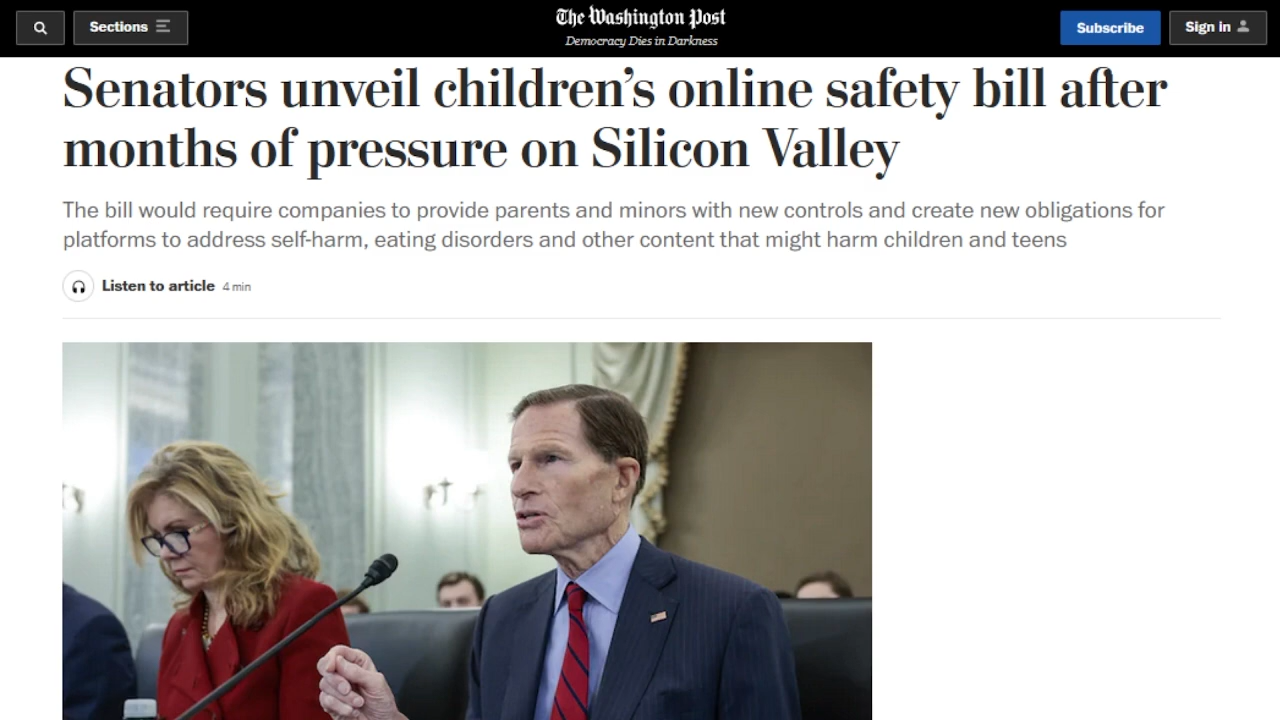 Sections
The Washington Post
Democracy Dies in Darkness
Subscribe
Sign in
Senators unveil children’s online safety bill after
months of pressure on Silicon Valley
The bill would require companies to provide parents and minors with new controls and create new obligations for
platforms to address self-harm, eating disorders and other content that might harm children and teens
Listen to article 4 min